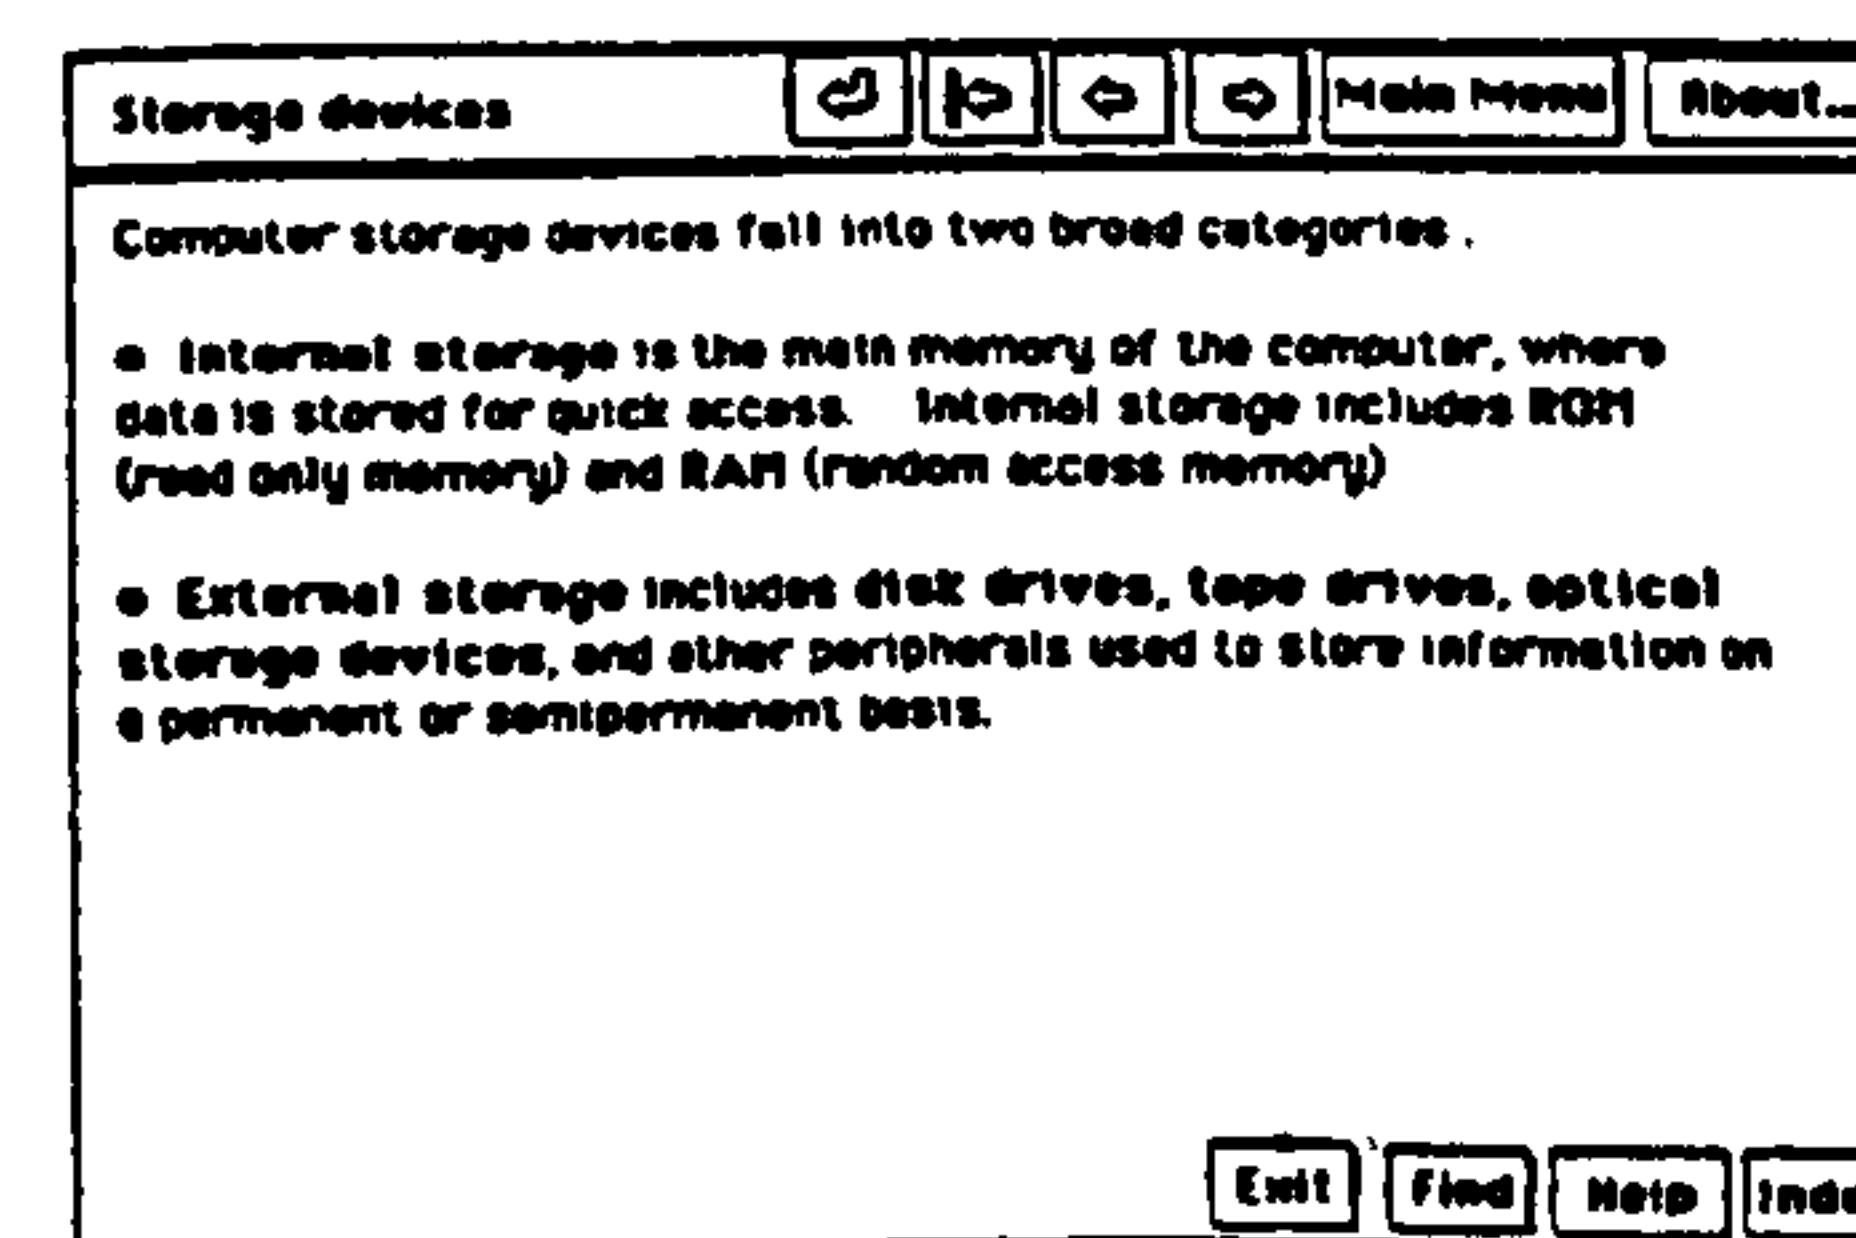 Storage devices
Main Menu
About...
Computer storage devices fall into two broad categories .
• Internal storage is the main memory of the computer, where
data is stored for quick access. Internal storage includes ROM
(read only memory) and RAM (random access memory)
• External storage includes disk drives, tape drives, optical
storage devices, and other peripherals used to store information on
a permanent or semipermanent basis.
Exit
Find
Help
Inde